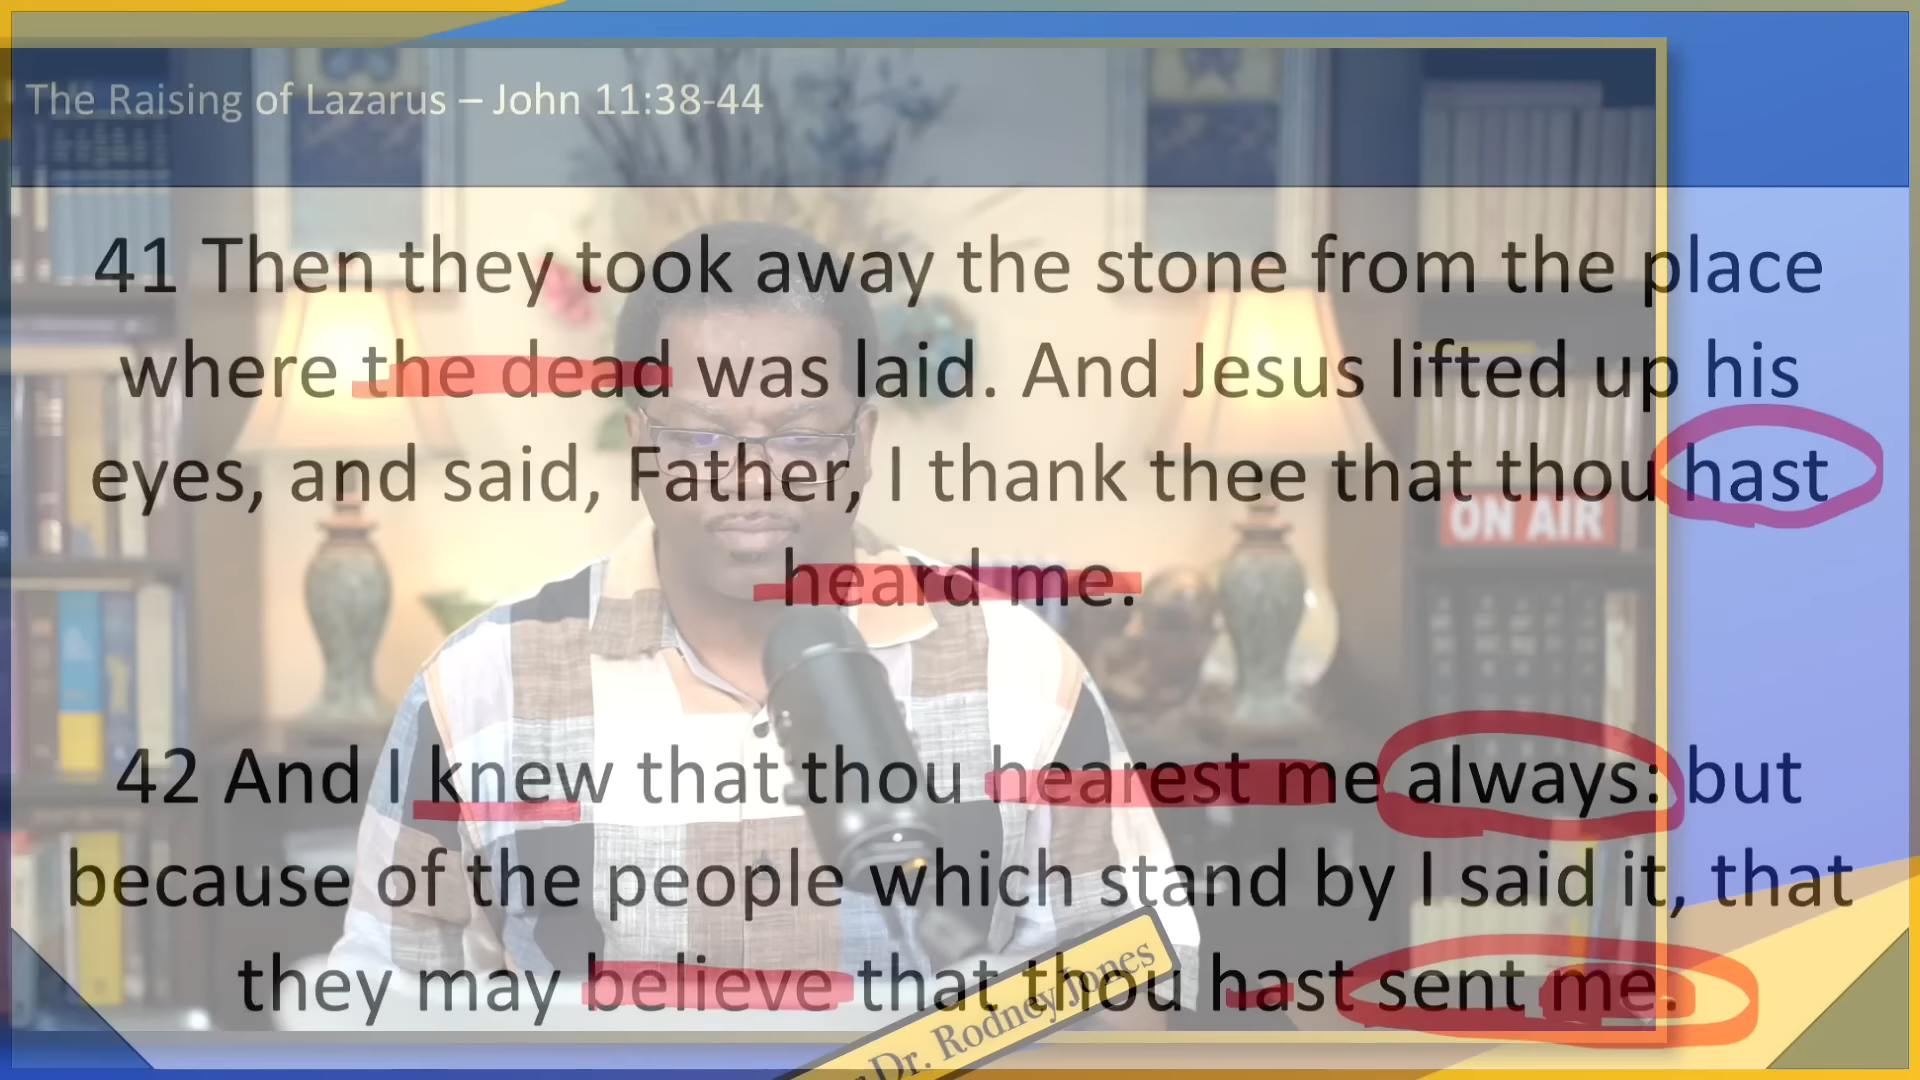 The Raising of Lazarus – John 11:38-44
41 Then they took away the stone from the place
where the dead was laid. And Jesus lifted up his
eyes, and said, Father, I thank thee that thou hast
heard me.
ON AIR
42 And I knew that thou hearest me always: but
because of the people which stand by I said it, that
they may believe that thou hast sent me.
Dr. Rodney Jones